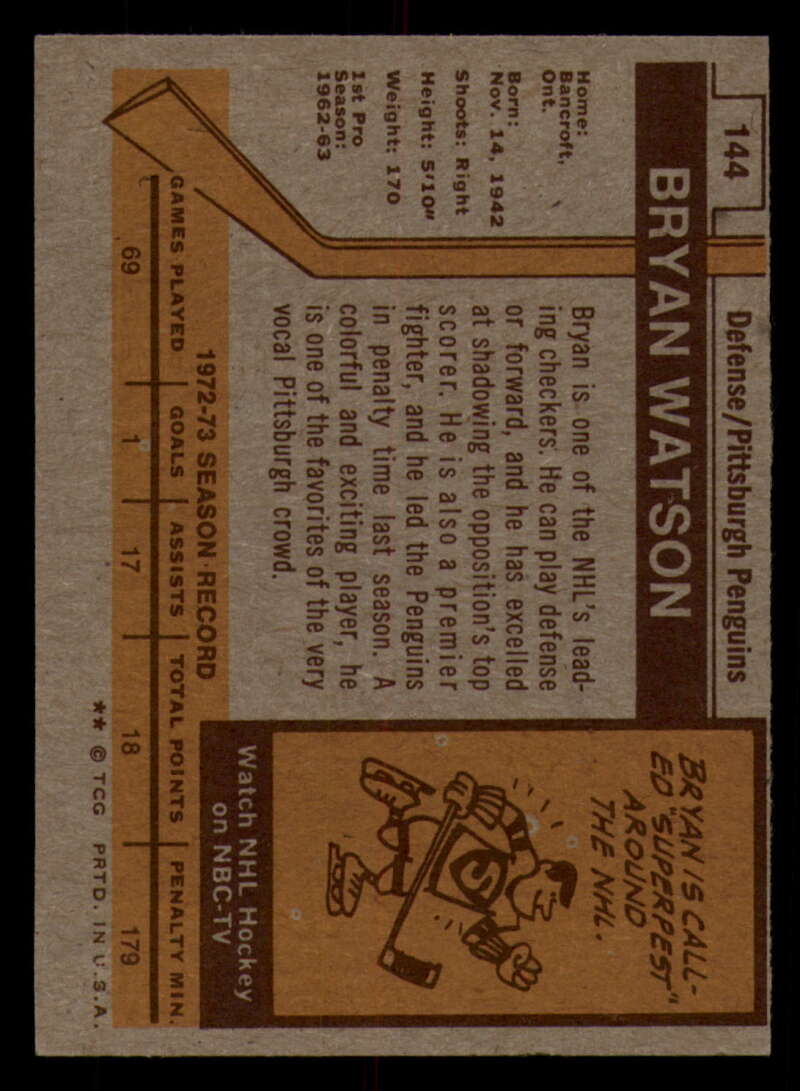 144
Defense/Pittsburgh Penguins
BRYAN WATSON
Home:
Bancroft,
Ont.
Born:
Nov. 14, 1942
Shoots: Right
Height: 5'10"
Weight: 170
1st Pro
Season:
1962-63
Bryan is one of the NHL's lead-
ing checkers. He can play defense
or forward, and he has excelled
at shadowing the opposition's top
scorer. He is also a premier
fighter, and he led the Penguins
in penalty time last season. A
colorful and exciting player, he
is one of the favorites of the very
vocal Pittsburgh crowd.
BRYAN IS CALL-
ED "SUPERPEST"
AROUND
THE NHL.
S
Watch NHL Hockey
on NBC-TV
1972-73 SEASON RECORD
GAMES PLAYED GOALS ASSISTS TOTAL POINTS PENALTY MIN.
69 1 17 18 179
** © TCG PRTD. IN U.S.A.